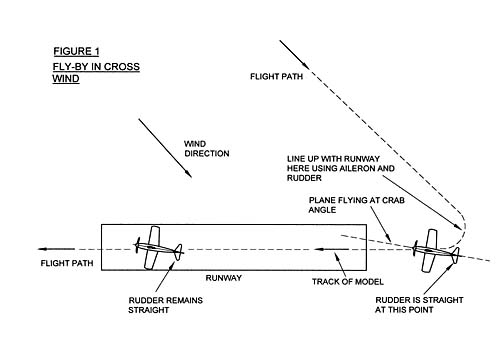 FIGURE 1
FLY-BY IN CROSS
WIND
FLIGHT PATH
WIND
DIRECTION
LINE UP WITH RUNWAY
HERE USING AILERON AND
RUDDER
PLANE FLYING AT CRAB
ANGLE
FLIGHT PATH
RUNWAY
TRACK OF MODEL
RUDDER REMAINS
STRAIGHT
RUDDER IS STRAIGHT
AT THIS POINT